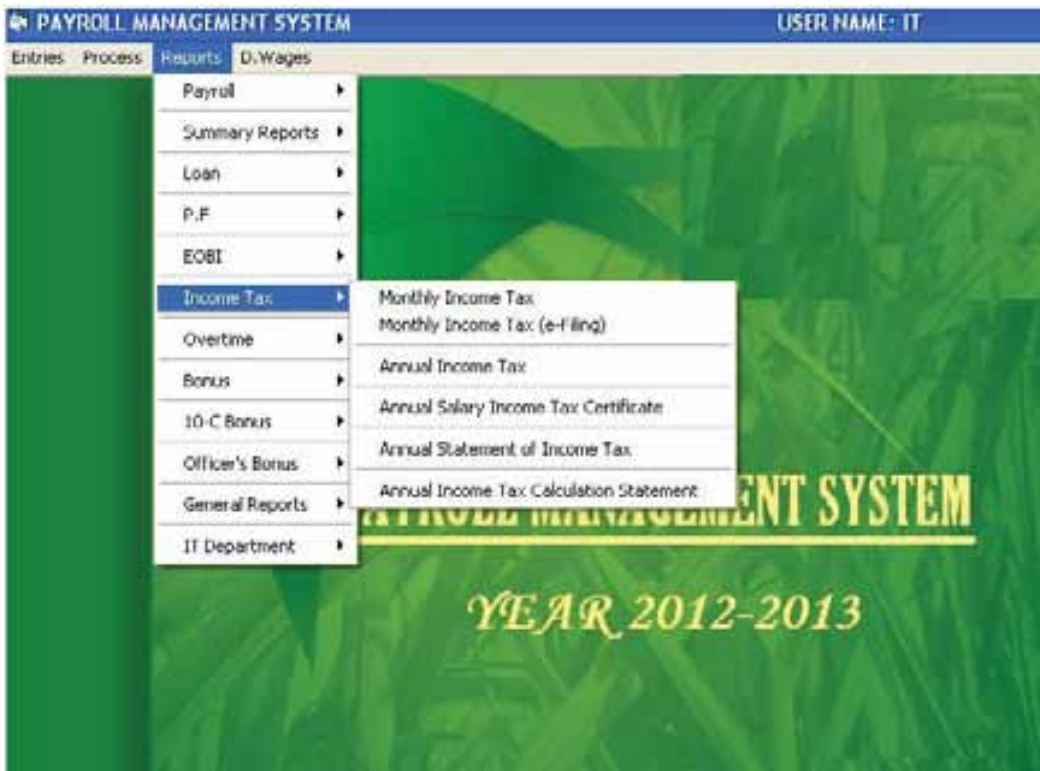 PAYROLL MANAGEMENT SYSTEM USER NAME: IT
Entries Process Reports D.Wages
Payroll
Summary Reports
Loan
P.F
EOBI
Income Tax
Monthly Income Tax
Monthly Income Tax (e-Filing)
Annual Income Tax
Annual Salary Income Tax Certificate
Annual Statement of Income Tax
Annual Income Tax Calculation Statement
Overtime
Bonus
10-C Bonus
Officer's Bonus
General Reports
IT Department
PAYROLL MANAGEMENT SYSTEM
YEAR 2012-2013